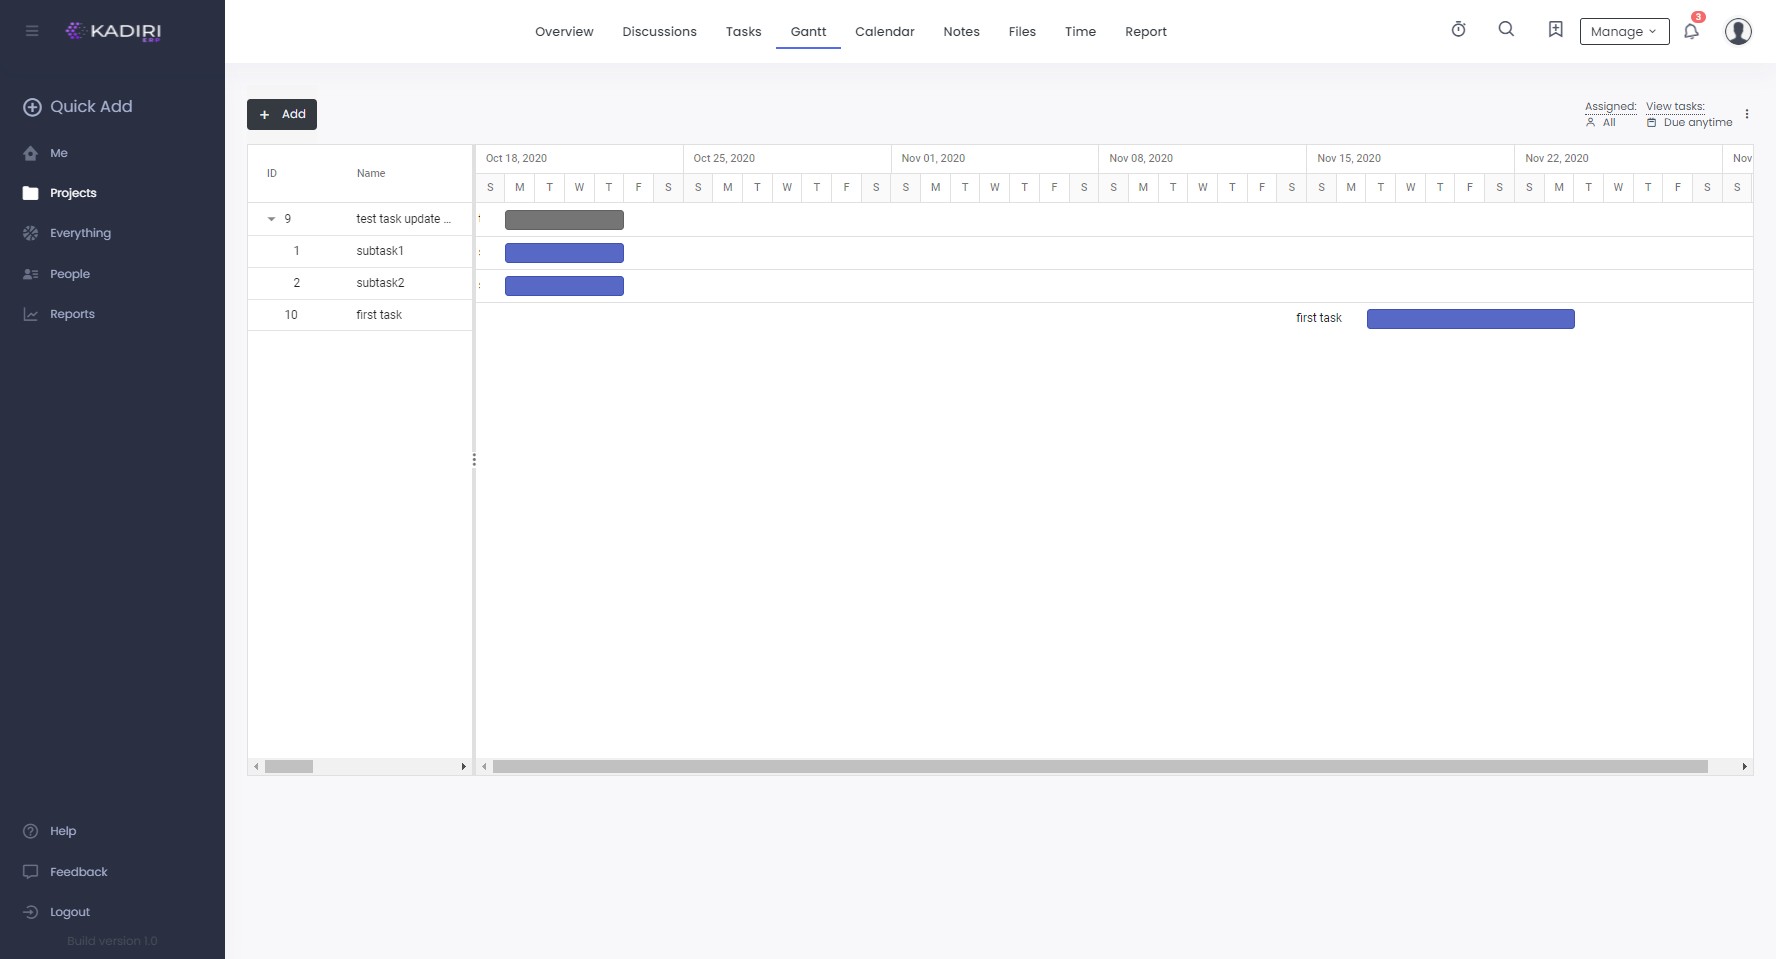 KADIRI
ERP
Overview Discussions Tasks Gantt Calendar Notes Files Time Report
Manage
3
Quick Add
Me
Projects
Everything
People
Reports
Help
Feedback
Logout
Build version 1.0
+ Add
Assigned: View tasks:
All Due anytime
ID Name
Oct 18, 2020 Oct 25, 2020 Nov 01, 2020 Nov 08, 2020 Nov 15, 2020 Nov 22, 2020 Nov
S M T W T F S S M T W T F S S M T W T F S S M T W T F S S M T W T F S S M T W T F S S
9 test task update ...
1 subtask1
2 subtask2
10 first task
first task